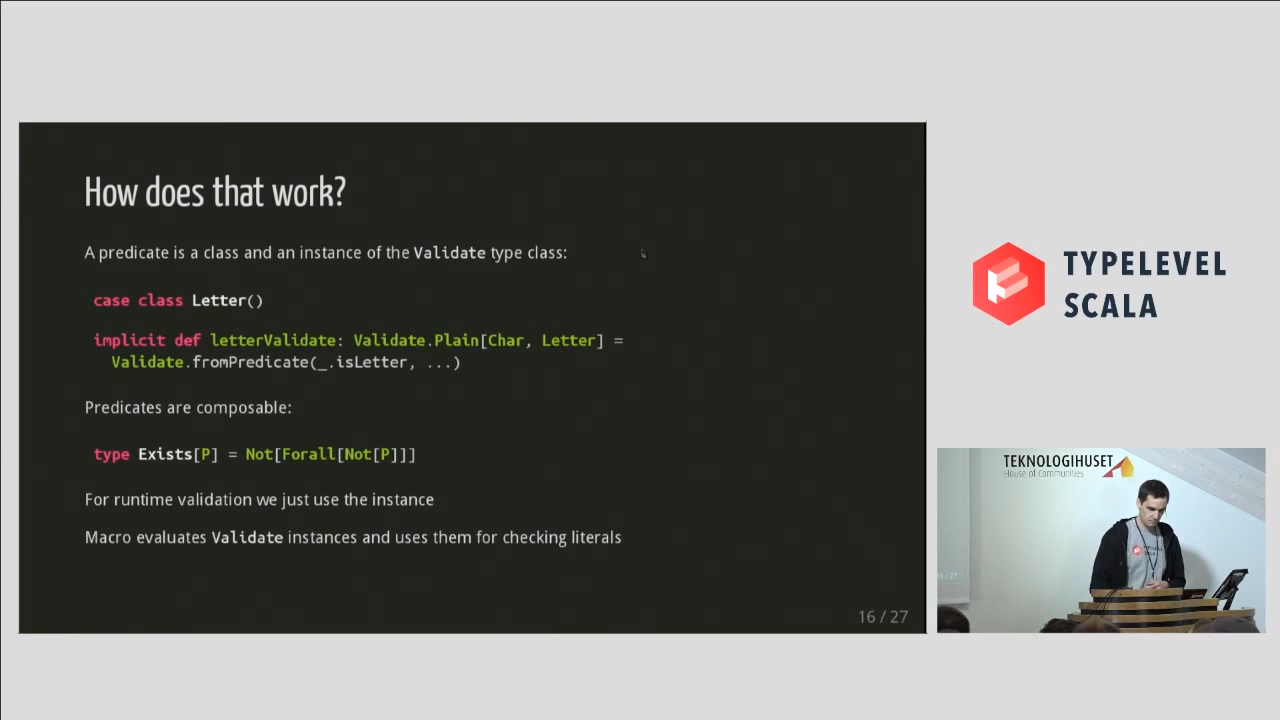 How does that work?
A predicate is a class and an instance of the Validate type class:
case class Letter()
implicit def letterValidate: Validate.Plain[Char, Letter] =
Validate.fromPredicate(_.isLetter, ...)
Predicates are composable:
type Exists[P] = Not[Forall[Not[P]]]
For runtime validation we just use the instance
Macro evaluates Validate instances and uses them for checking literals
16 / 27
TYPELEVEL
SCALA
TEKNOLOGIHUSET
House of Communities
16 / 27